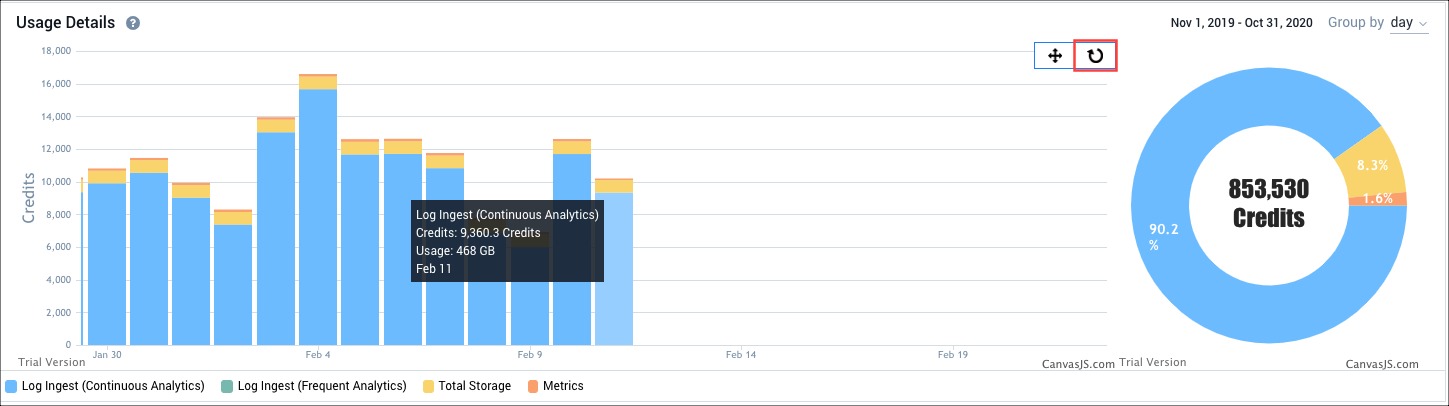 Usage Details ?
Nov 1, 2019 - Oct 31, 2020 Group by day
18,000
16,000
14,000
12,000
10,000
8,000
6,000
4,000
2,000
0
Credits
Log Ingest (Continuous Analytics)
Credits: 9,360.3 Credits
Usage: 468 GB
Feb 11
Jan 30 Feb 4 Feb 9 Feb 14 Feb 19
Trial Version
CanvasJS.com
8.3%
1.6%
90.2
%
853,530
Credits
Trial Version
CanvasJS.com
Log Ingest (Continuous Analytics) Log Ingest (Frequent Analytics) Total Storage Metrics